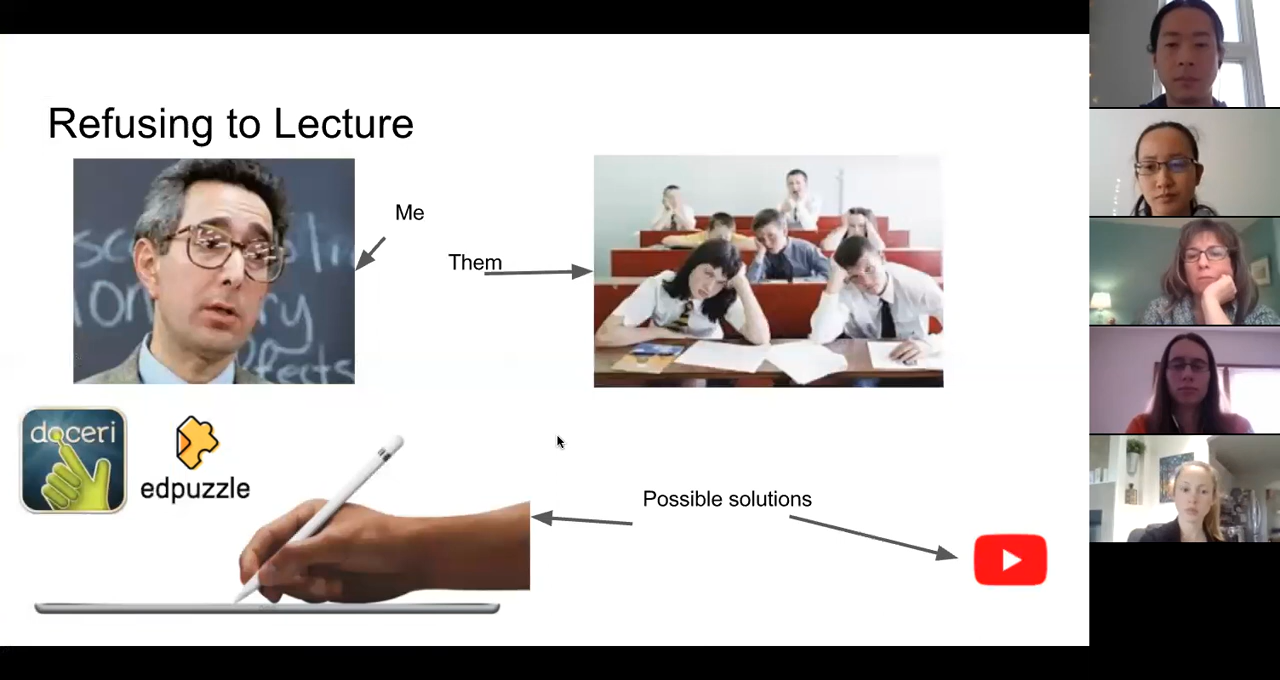 Refusing to Lecture
Me
Them
doceri
edpuzzle
Possible solutions